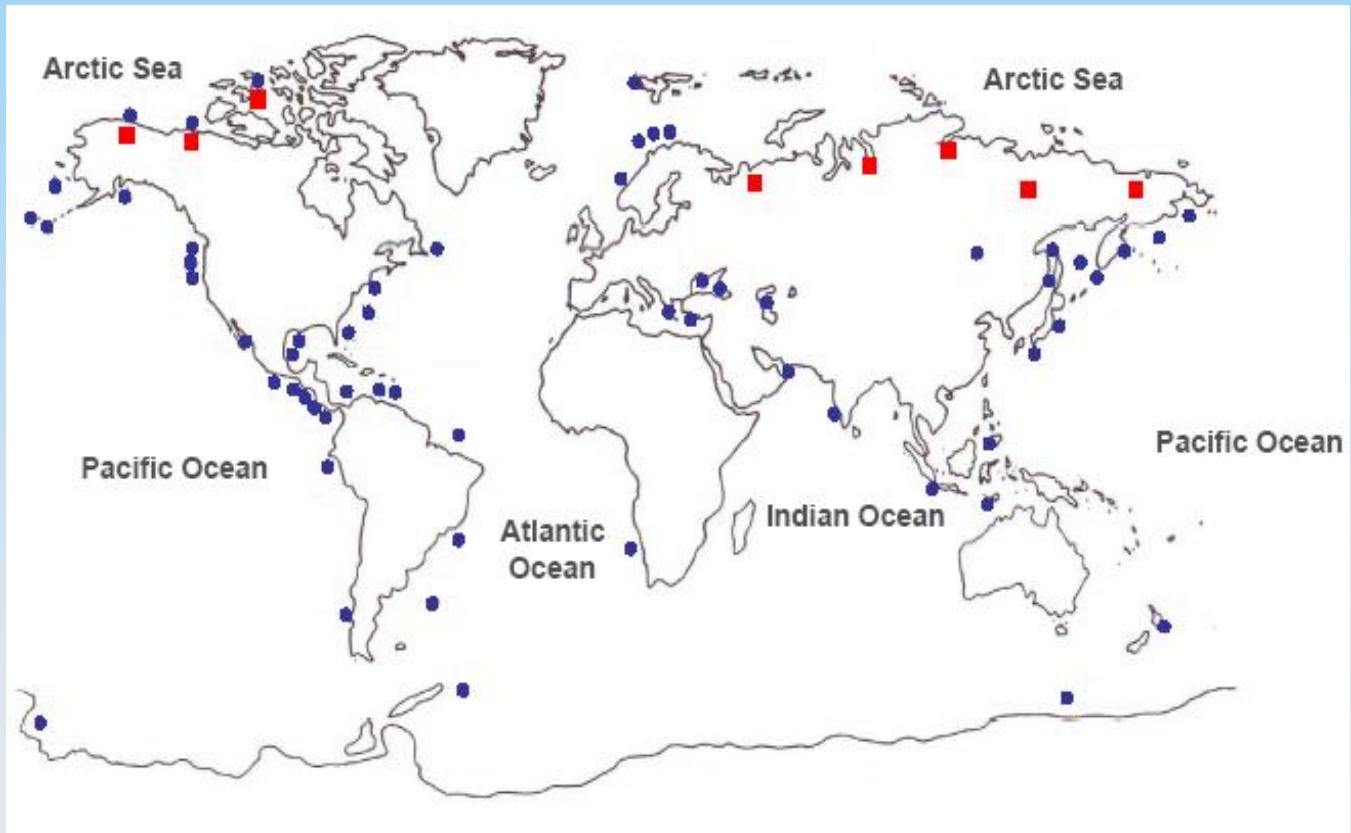 Arctic Sea
Arctic Sea
Pacific Ocean
Pacific Ocean
Atlantic
Ocean
Indian Ocean